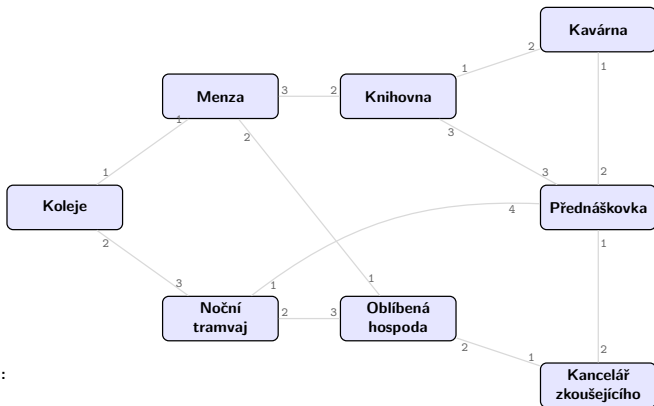 Kavárna
2
1
1
Menza
3
2
Knihovna
1
2
3
1
3
2
Koleje
4
Přednáškovka
2
1
3
1
1
Noční
tramvaj
2
3
Oblíbená
hospoda
2
1
2
:
Kancelář
zkoušejícího